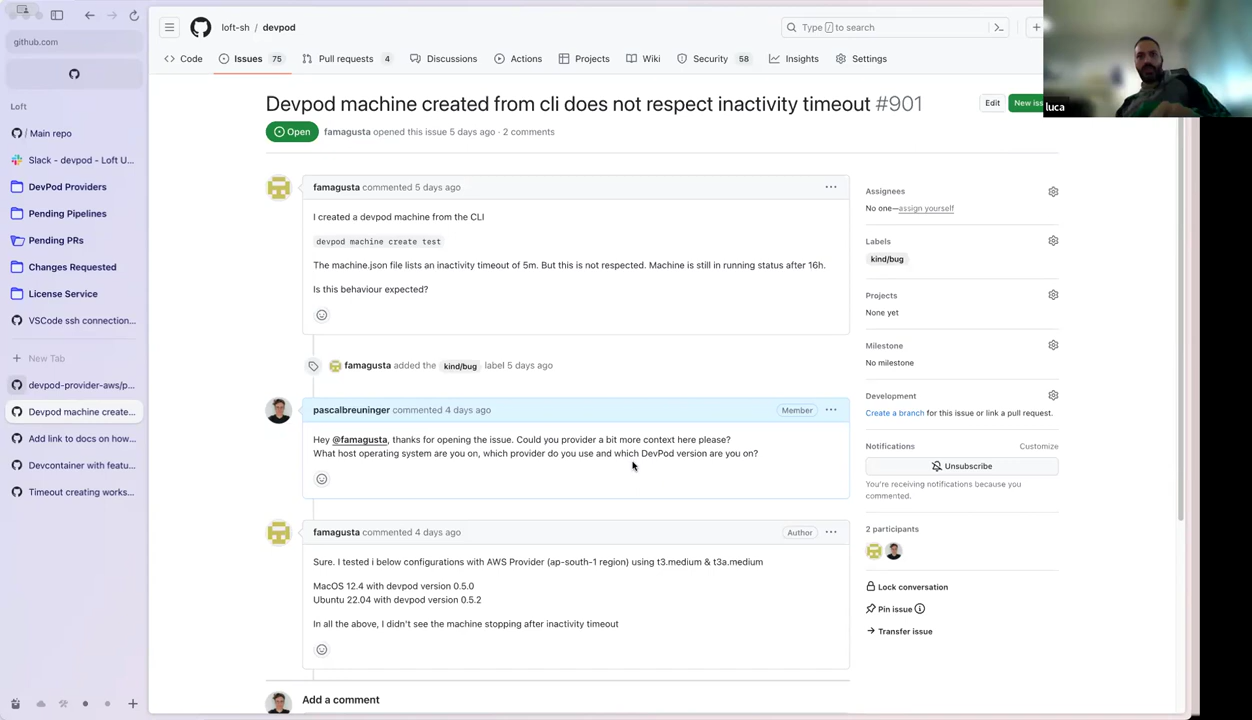 github.com
Loft
/ Main repo
Slack - devpod - Loft U...
DevPod Providers
Pending Pipelines
Pending PRs
Changes Requested
License Service
VSCode ssh connection...
New Tab
devpod-provider-aws/p...
Devpod machine create...
Add link to docs on how...
Devcontainer with featu...
Timeout creating works...
loft-sh / devpod
Type / to search
Code
Issues 75
Pull requests 4
Discussions
Actions
Projects
Wiki
Security 58
Insights
Settings
luca
Devpod machine created from cli does not respect inactivity timeout #901
Edit
New iss
Open
famagusta opened this issue 5 days ago · 2 comments
famagusta commented 5 days ago
I created a devpod machine from the CLI
devpod machine create test
The machine.json file lists an inactivity timeout of 5m. But this is not respected. Machine is still in running status after 16h.
Is this behaviour expected?
famagusta added the kind/bug label 5 days ago
pascalbreuninger commented 4 days ago
Member
Hey @famagusta, thanks for opening the issue. Could you provider a bit more context here please?
What host operating system are you on, which provider do you use and which DevPod version are you on?
famagusta commented 4 days ago
Author
Sure. I tested i below configurations with AWS Provider (ap-south-1 region) using t3.medium & t3a.medium
MacOS 12.4 with devpod version 0.5.0
Ubuntu 22.04 with devpod version 0.5.2
In all the above, I didn't see the machine stopping after inactivity timeout
Add a comment
Assignees
No one—assign yourself
Labels
kind/bug
Projects
None yet
Milestone
No milestone
Development
Create a branch for this issue or link a pull request.
Notifications
Customize
Unsubscribe
You're receiving notifications because you
commented.
2 participants
Lock conversation
Pin issue
Transfer issue